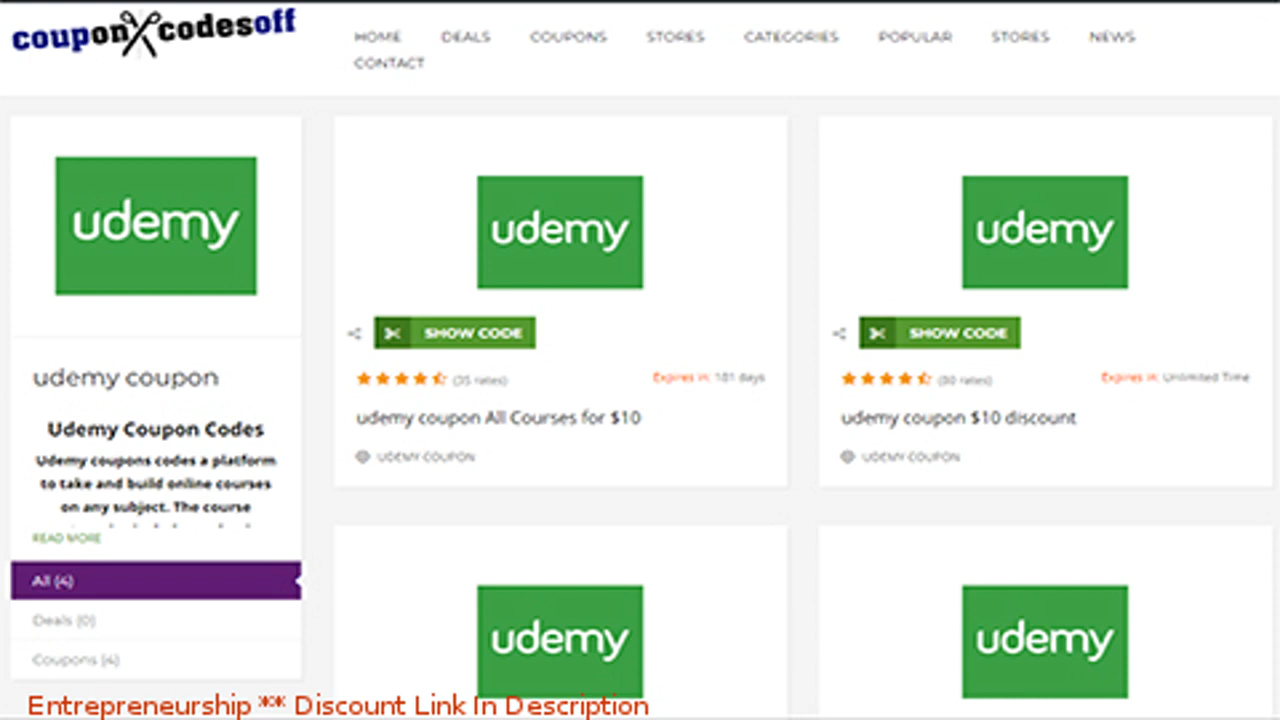 couponcodesoff
HOME DEALS COUPONS STORES CATEGORIES POPULAR STORES NEWS
CONTACT
udemy
udemy coupon
Udemy Coupon Codes
Udemy coupons codes a platform
to take and build online courses
on any subject. The course
READ MORE
All (4)
Deals (0)
Coupons (4)
udemy
SHOW CODE
(35 rates) Expires in: 181 days
udemy coupon All Courses for $10
UDEMY COUPON
udemy
SHOW CODE
Expires in: Unlimited Time
udemy coupon $10 discount
UDEMY COUPON
udemy
udemy
Entrepreneurship ** Discount Link In Description